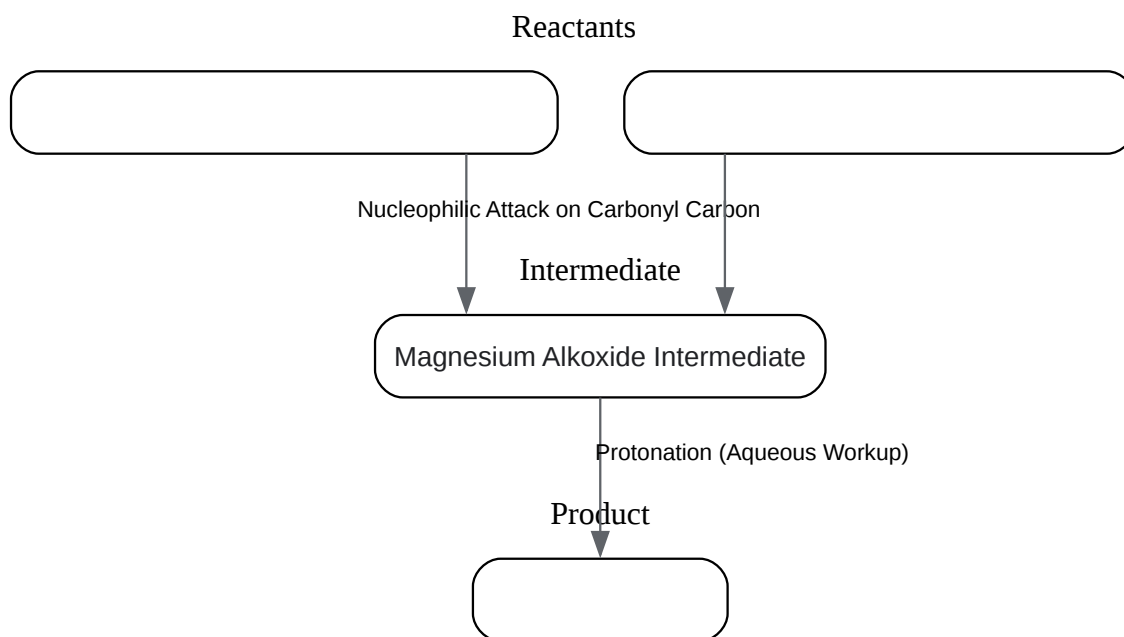 Reactants
Nucleophilic Attack on Carbonyl Carbon
Intermediate
Magnesium Alkoxide Intermediate
Protonation (Aqueous Workup)
Product